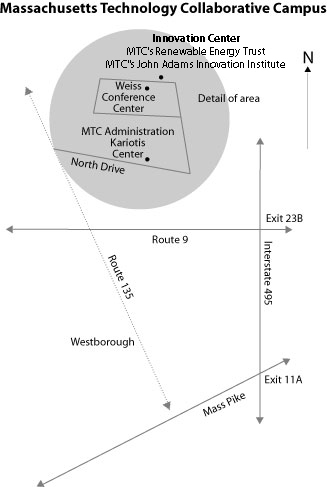 Massachusetts Technology Collaborative Campus
Innovation Center
MTC's Renewable Energy Trust
MTC"s John Adams Innovation Institute
N
Weiss
Conference
Center
Detail of area
MTC Administration
Kariotis
Center
North Drive
Exit 23B
Route 9
Interstate 495
Route 135
Westborough
Exit 11A
Mass Pike